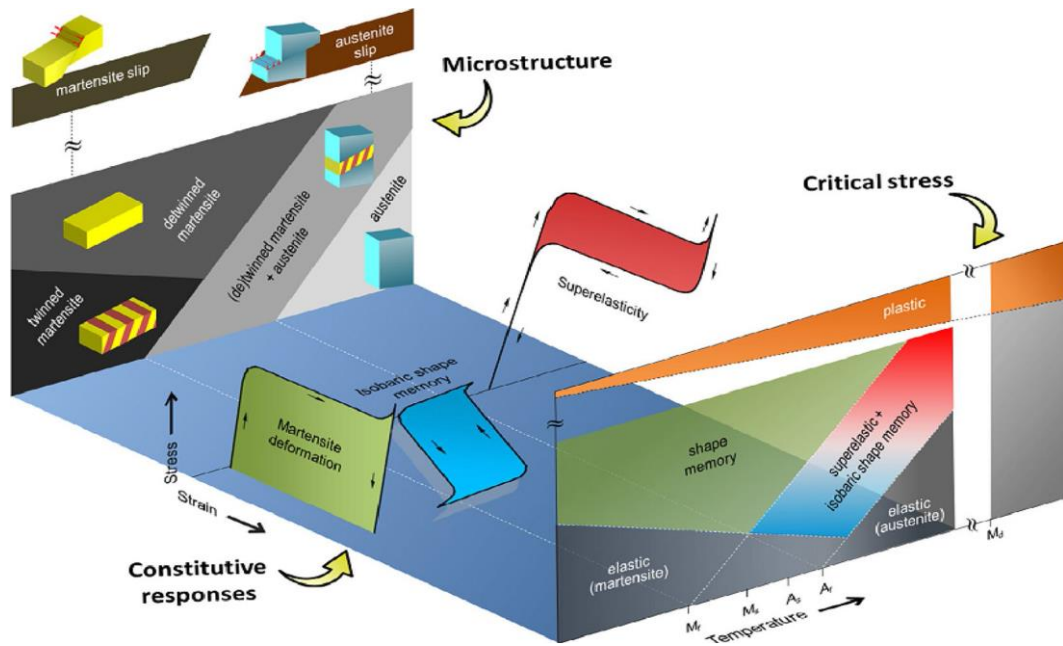 martensite slip
austenite
slip
Microstructure
detwinned
martensite
(de)twinned martensite
+ austenite
austenite
twinned
martensite
Critical stress
plastic
Superelasticity
Isobaric shape
memory
Martensite
deformation
shape
memory
superelastic +
isobaric shape memory
elastic
(austenite)
elastic
(martensite)
Stress
Strain
Constitutive
responses
Mf
Ms
As
Af
Md
Temperature